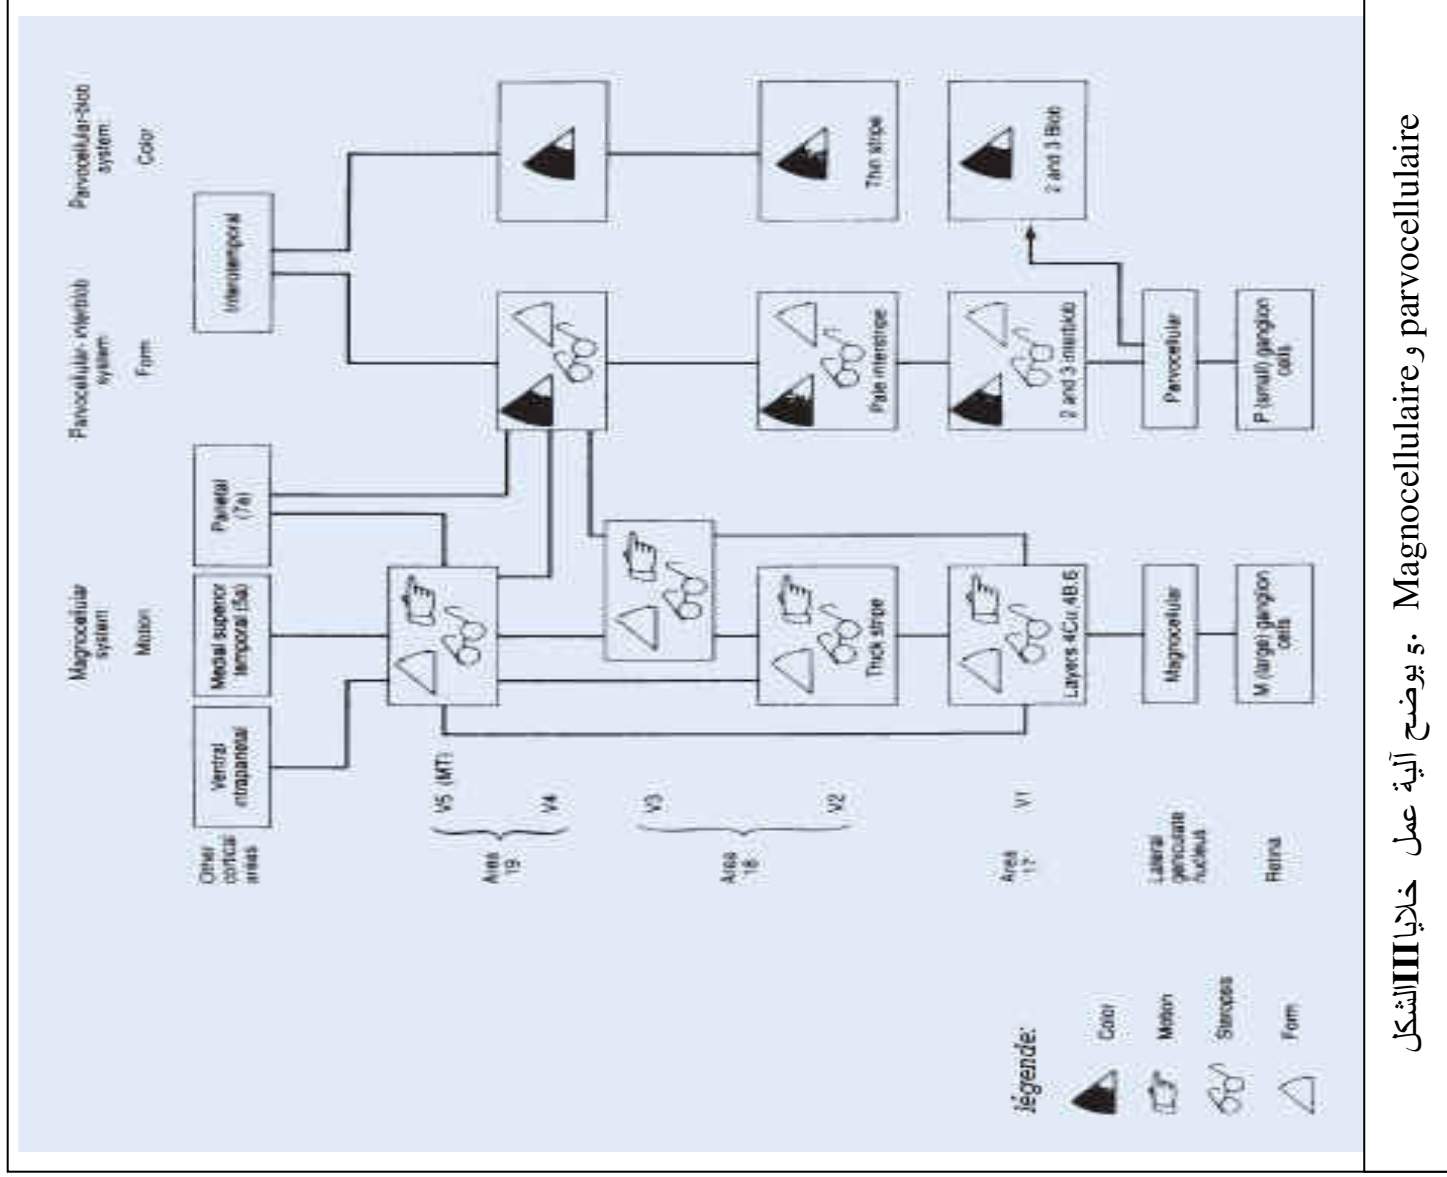 Magnocellular
system
Motion
Parvocellular- interblob
system
Form
Parvocellular-blob
system:
Color
Other
cortical
areas
Ventral
intraparietal
Medial superior
temporal (5a)
Parietal
(7a)
Inferotemporal
Area
19
V5 (MT)
V4
Area
18
V3
V2
Thick stripe
Pale interstripe
Thin stripe
Area
17
V1
Layers 4Cα,4B.6
2 and 3 interblob
2 and 3 Blob
Lateral
geniculate
nucleus
Magnocellular
Parvocellular
Retina
M (large) ganglion
cells
P (small) ganglion
cells
légende:
Color
Motion
Steropsis
Form
الشكلIII.5 يوضح آلية عمل خلايا Magnocellulaire و parvocellulaire